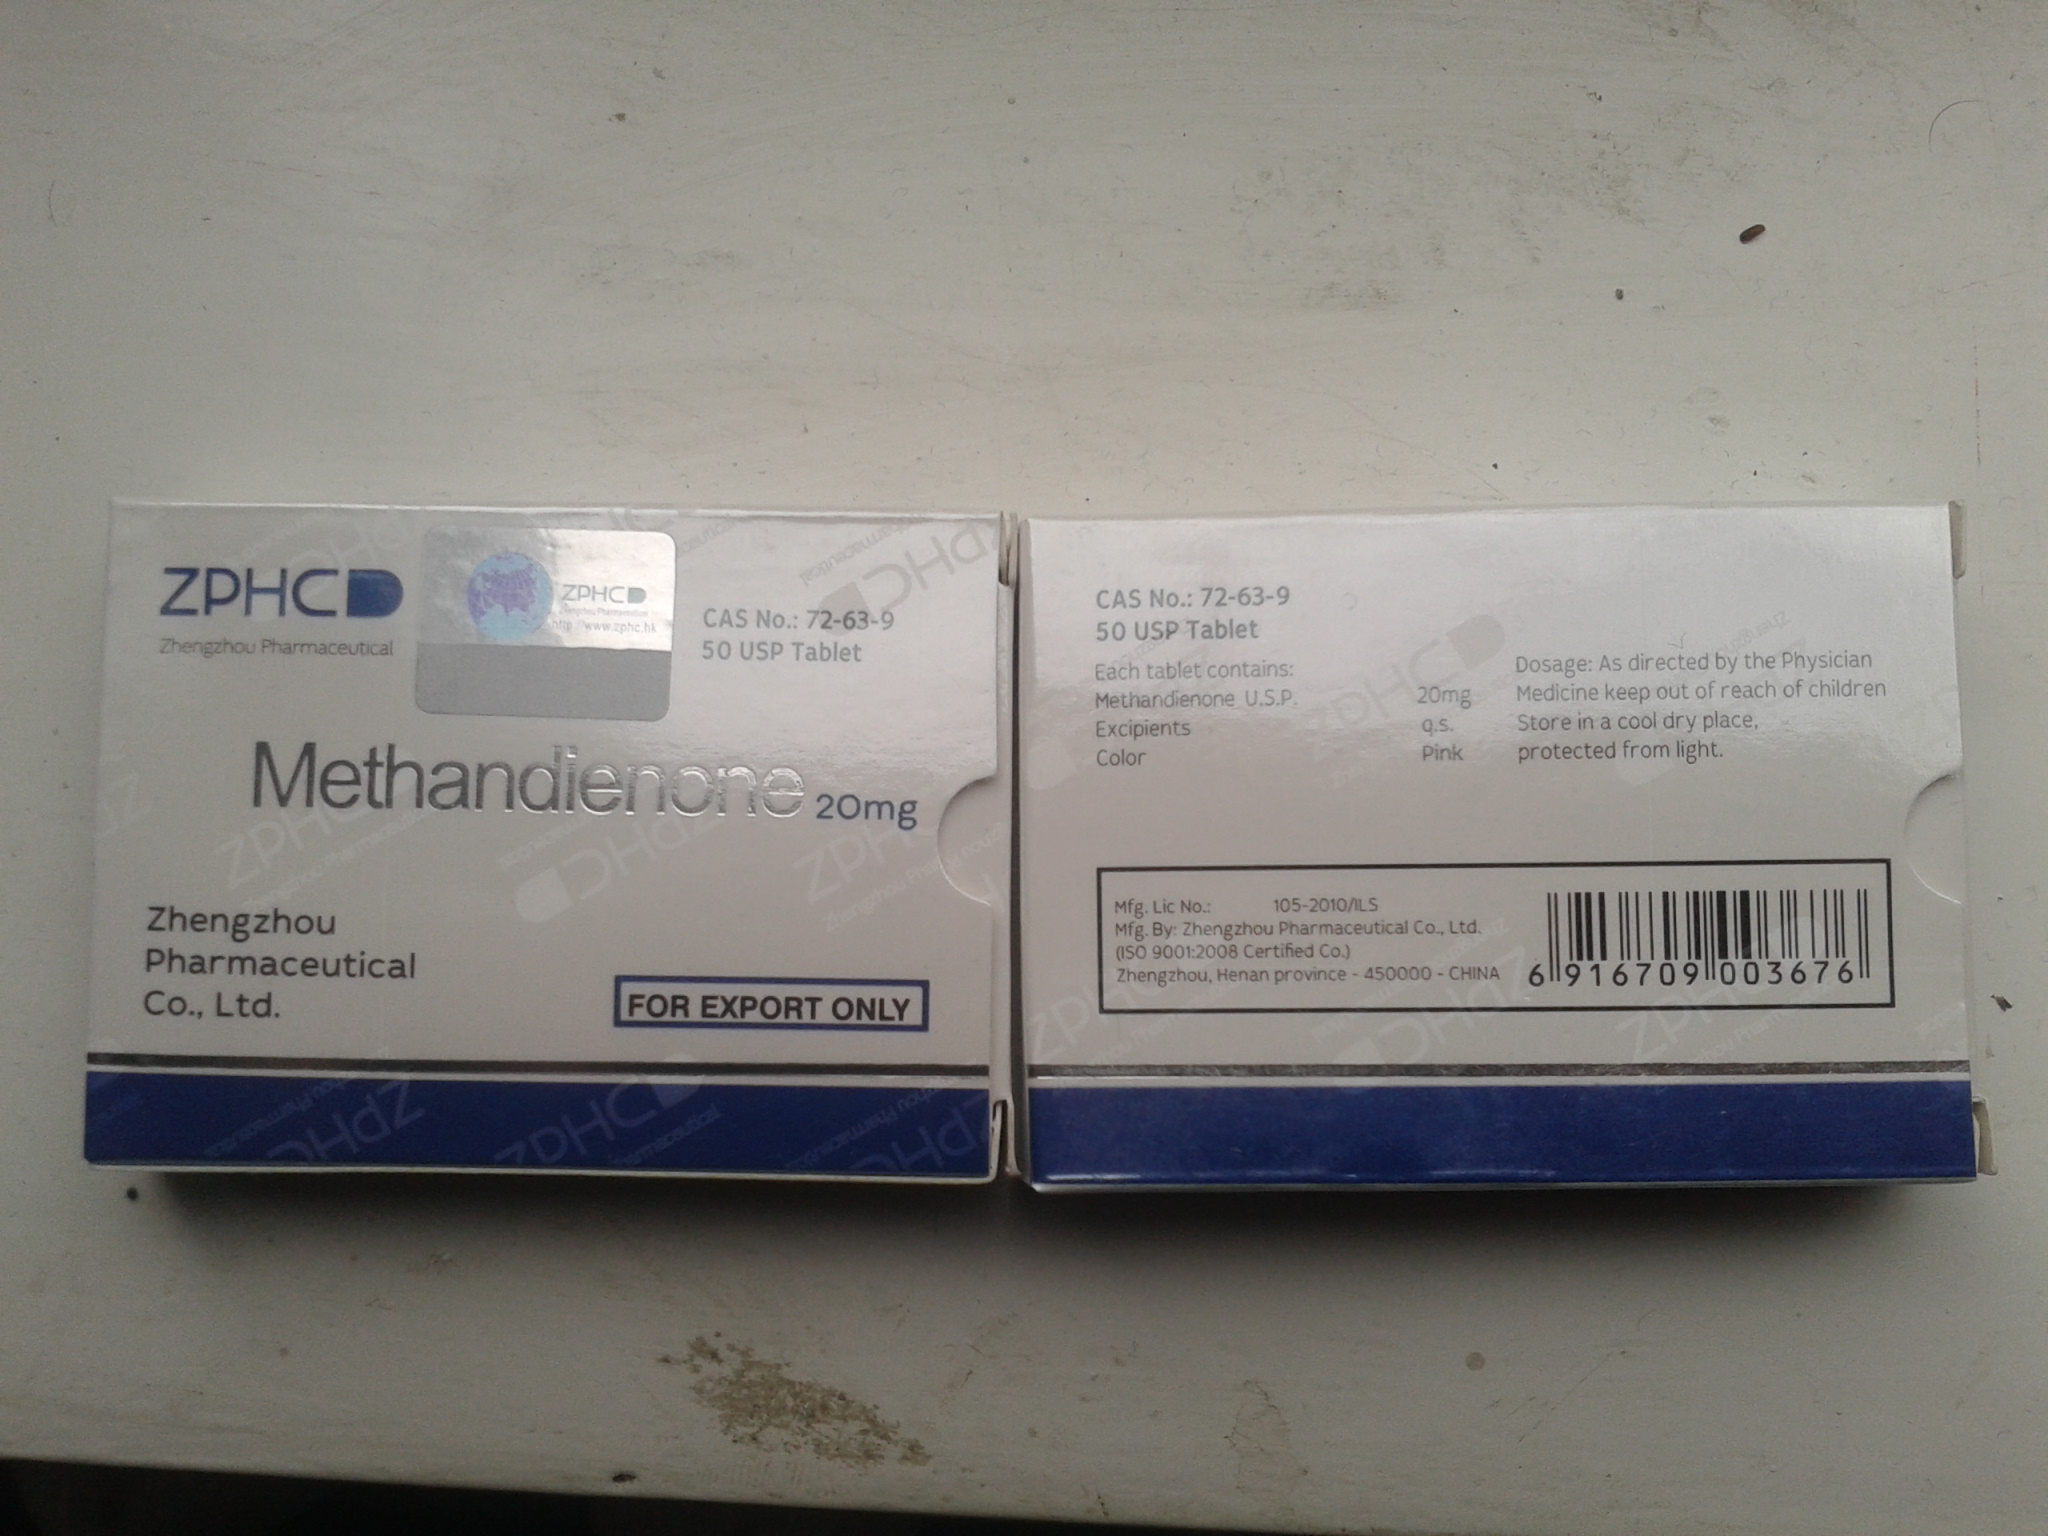 ZPHC
Zhengzhou Pharmaceutical
ZPHC
Zhengzhou Pharmaceutical
http://www.zphc.hk
CAS No.: 72-63-9
50 USP Tablet
Methandienone 20mg
Zhengzhou
Pharmaceutical
Co., Ltd.
FOR EXPORT ONLY
CAS No.: 72-63-9
50 USP Tablet
Each tablet contains:
Methandienone U.S.P. 20mg
Excipients q.s.
Color Pink
Dosage: As directed by the Physician
Medicine keep out of reach of children
Store in a cool dry place,
protected from light.
Mfg. Lic No.: 105-2010/ILS
Mfg. By: Zhengzhou Pharmaceutical Co., Ltd.
(ISO 9001:2008 Certified Co.)
Zhengzhou, Henan province - 450000 - CHINA
6 916709 003676